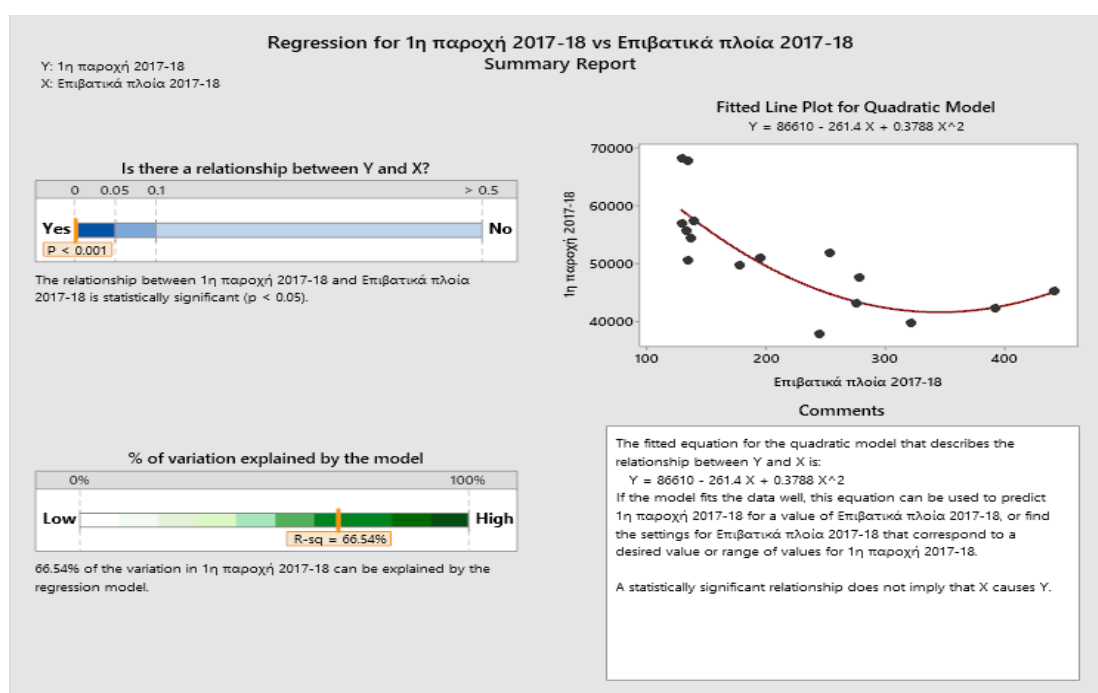 Regression for 1η παροχή 2017-18 vs Επιβατικά πλοία 2017-18
Summary Report
Y: 1η παροχή 2017-18
X: Επιβατικά πλοία 2017-18
Is there a relationship between Y and X?
0 0.05 0.1 > 0.5
Yes No
P < 0.001
The relationship between 1η παροχή 2017-18 and Επιβατικά πλοία
2017-18 is statistically significant (p < 0.05).
% of variation explained by the model
0% 100%
Low High
R-sq = 66.54%
66.54% of the variation in 1η παροχή 2017-18 can be explained by the
regression model.
Fitted Line Plot for Quadratic Model
Y = 86610 - 261.4 X + 0.3788 X^2
70000
60000
50000
40000
1η παροχή 2017-18
100 200 300 400
Επιβατικά πλοία 2017-18
Comments
The fitted equation for the quadratic model that describes the
relationship between Y and X is:
Y = 86610 - 261.4 X + 0.3788 X^2
If the model fits the data well, this equation can be used to predict
1η παροχή 2017-18 for a value of Επιβατικά πλοία 2017-18, or find
the settings for Επιβατικά πλοία 2017-18 that correspond to a
desired value or range of values for 1η παροχή 2017-18.
A statistically significant relationship does not imply that X causes Y.